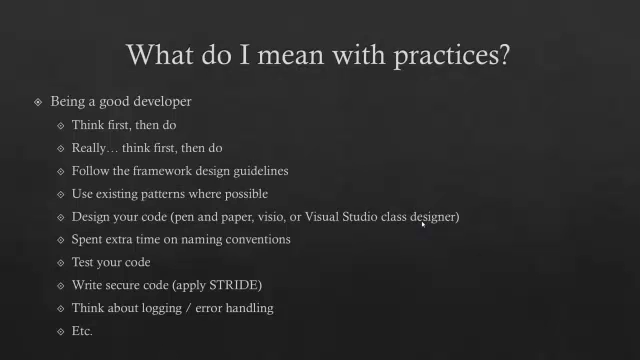 What do I mean with practices?
Being a good developer
Think first, then do
Really… think first, then do
Follow the framework design guidelines
Use existing patterns where possible
Design your code (pen and paper, visio, or Visual Studio class designer)
Spent extra time on naming conventions
Test your code
Write secure code (apply STRIDE)
Think about logging / error handling
Etc.